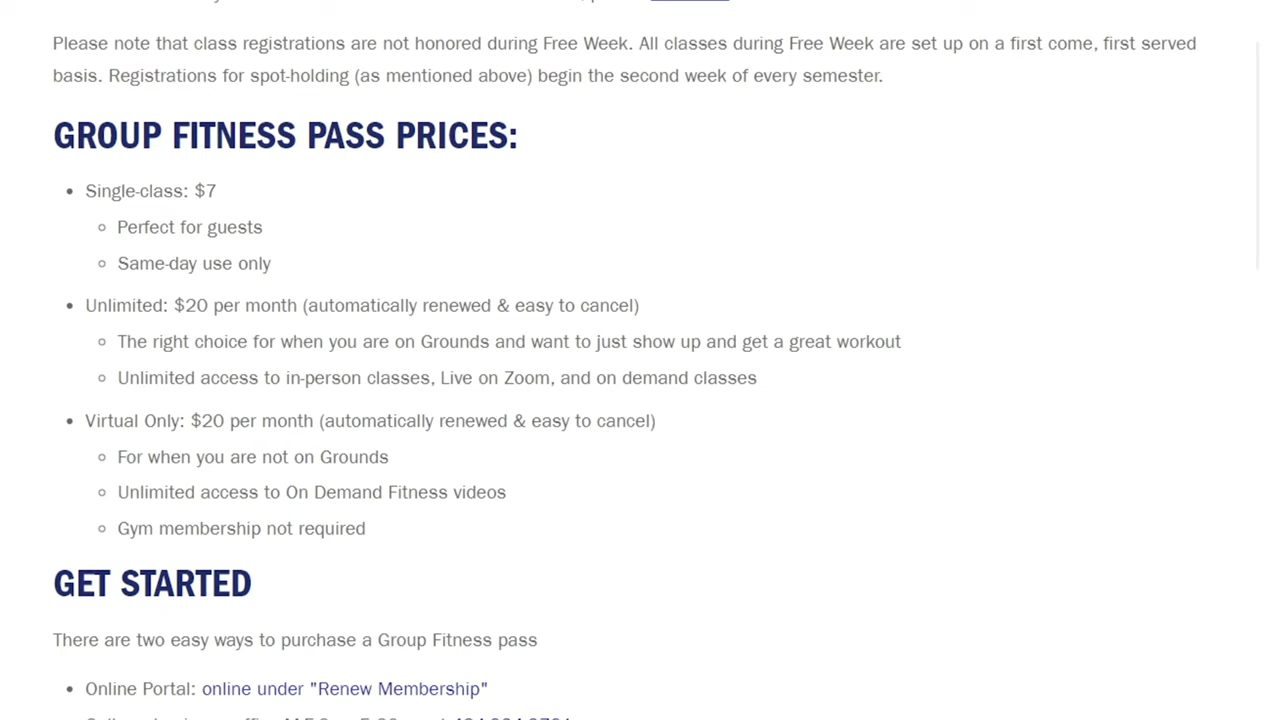 Please note that class registrations are not honored during Free Week. All classes during Free Week are set up on a first come, first served
basis. Registrations for spot-holding (as mentioned above) begin the second week of every semester.
GROUP FITNESS PASS PRICES:
Single-class: $7
Perfect for guests
Same-day use only
Unlimited: $20 per month (automatically renewed & easy to cancel)
The right choice for when you are on Grounds and want to just show up and get a great workout
Unlimited access to in-person classes, Live on Zoom, and on demand classes
Virtual Only: $20 per month (automatically renewed & easy to cancel)
For when you are not on Grounds
Unlimited access to On Demand Fitness videos
Gym membership not required
GET STARTED
There are two easy ways to purchase a Group Fitness pass
Online Portal: online under "Renew Membership"